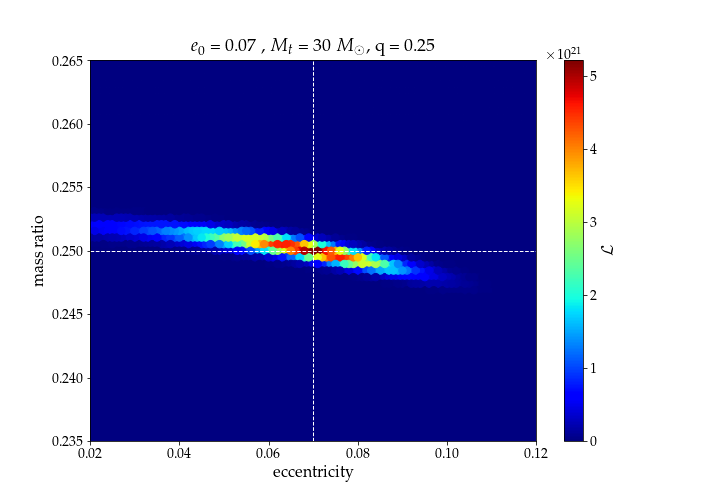 e₀ = 0.07 , Mₜ = 30 M☉, q = 0.25
×10²¹
0.265
0.260
0.255
0.250
0.245
0.240
0.235
mass ratio
0.02 0.04 0.06 0.08 0.10 0.12
eccentricity
5
4
3
2
1
0
ℒ